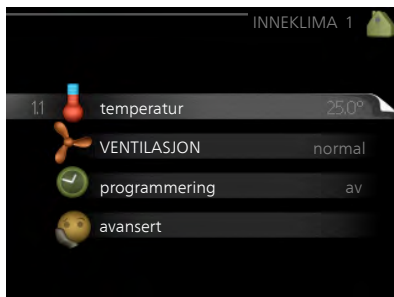 INNEKLIMA 1
1.1 temperatur 25.0°
VENTILASJON normal
programmering av
avansert